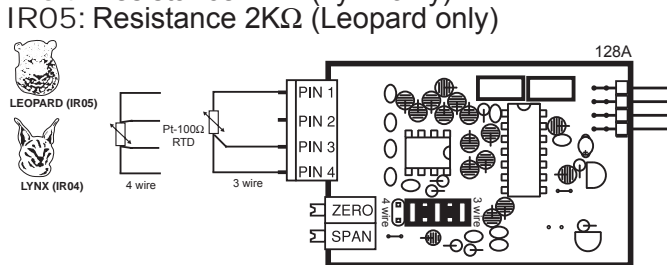 IR05: Resistance 2KΩ (Leopard only)
128A
LEOPARD (IR05)
LYNX (IR04)
4 wire
Pt-100Ω
RTD
3 wire
PIN 1
PIN 2
PIN 3
PIN 4
ZERO
SPAN
4 wire
3 wire